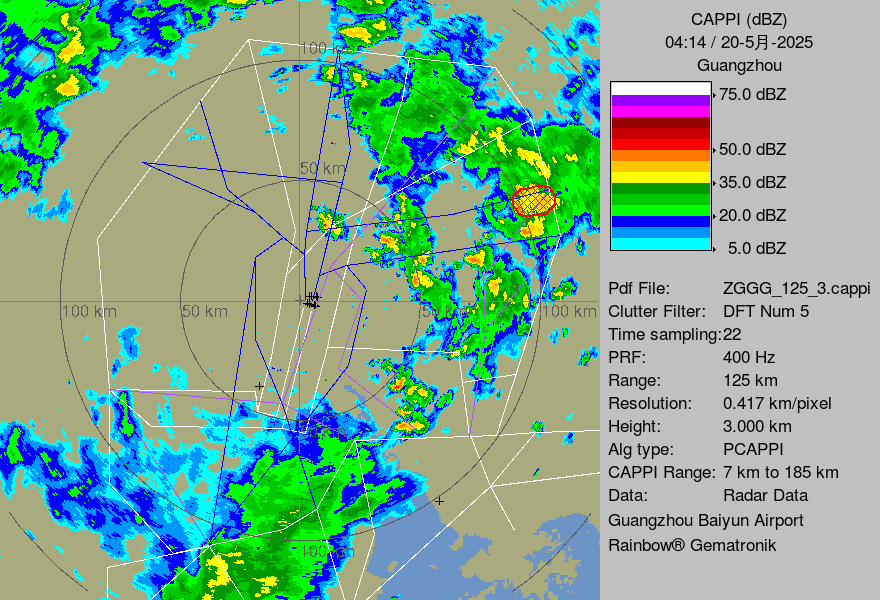 CAPPI (dBZ)
04:14 / 20-5月-2025
Guangzhou
75.0 dBZ
50.0 dBZ
35.0 dBZ
20.0 dBZ
5.0 dBZ
Pdf File: ZGGG_125_3.cappi
Clutter Filter: DFT Num 5
Time sampling:22
PRF: 400 Hz
Range: 125 km
Resolution: 0.417 km/pixel
Height: 3.000 km
Alg type: PCAPPI
CAPPI Range: 7 km to 185 km
Data: Radar Data
Guangzhou Baiyun Airport
Rainbow® Gematronik
100 km
50 km
100 km
50 km
50 km
100 km
100 km